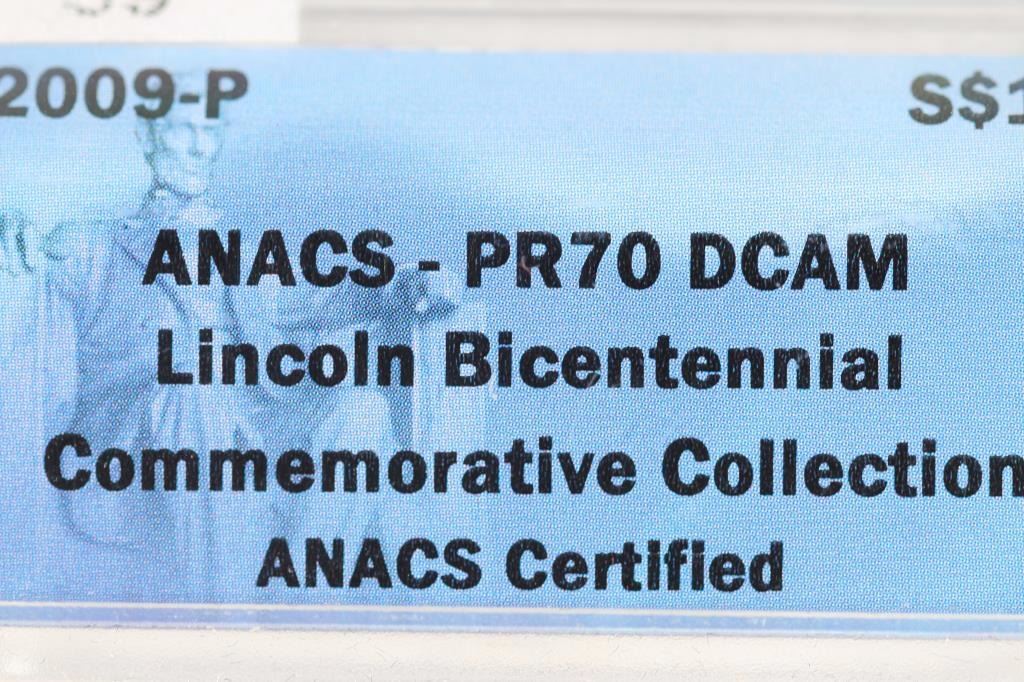 2009-P S$1
ANACS - PR70 DCAM
Lincoln Bicentennial
Commemorative Collection
ANACS Certified